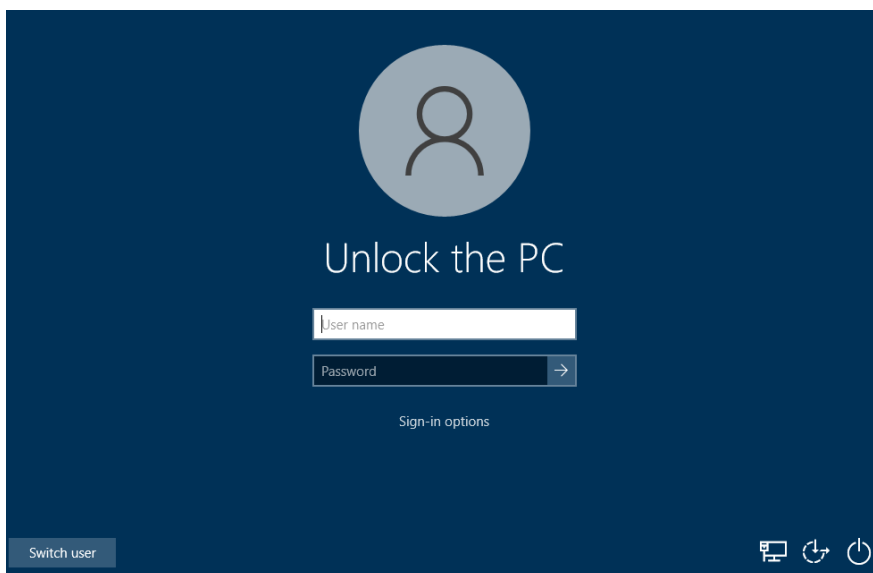 Unlock the PC
User name
Password
Sign-in options
Switch user